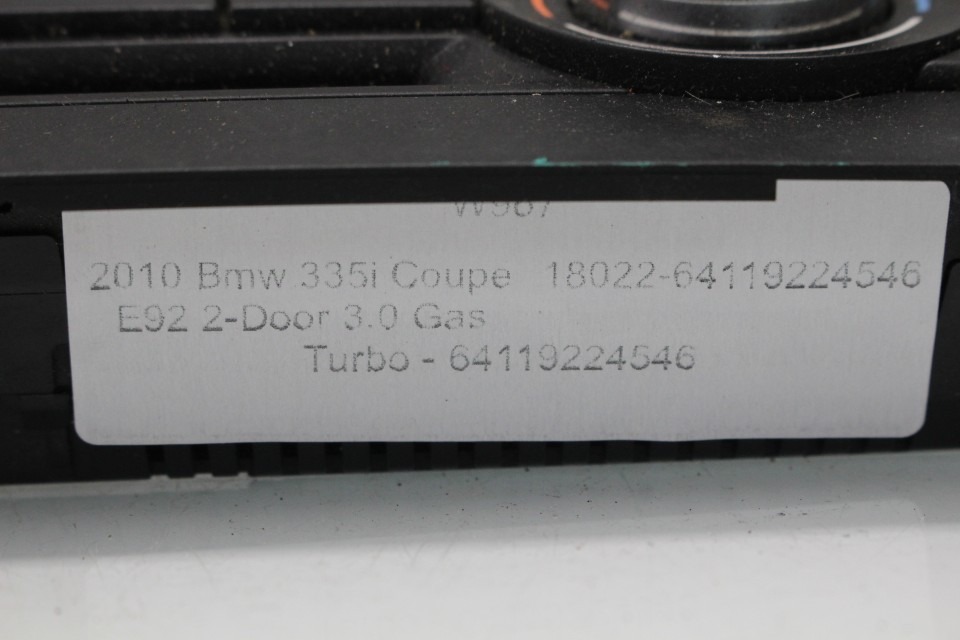 2010 Bmw 335i Coupe 18022-64119224546
E92 2-Door 3.0 Gas
Turbo - 64119224546